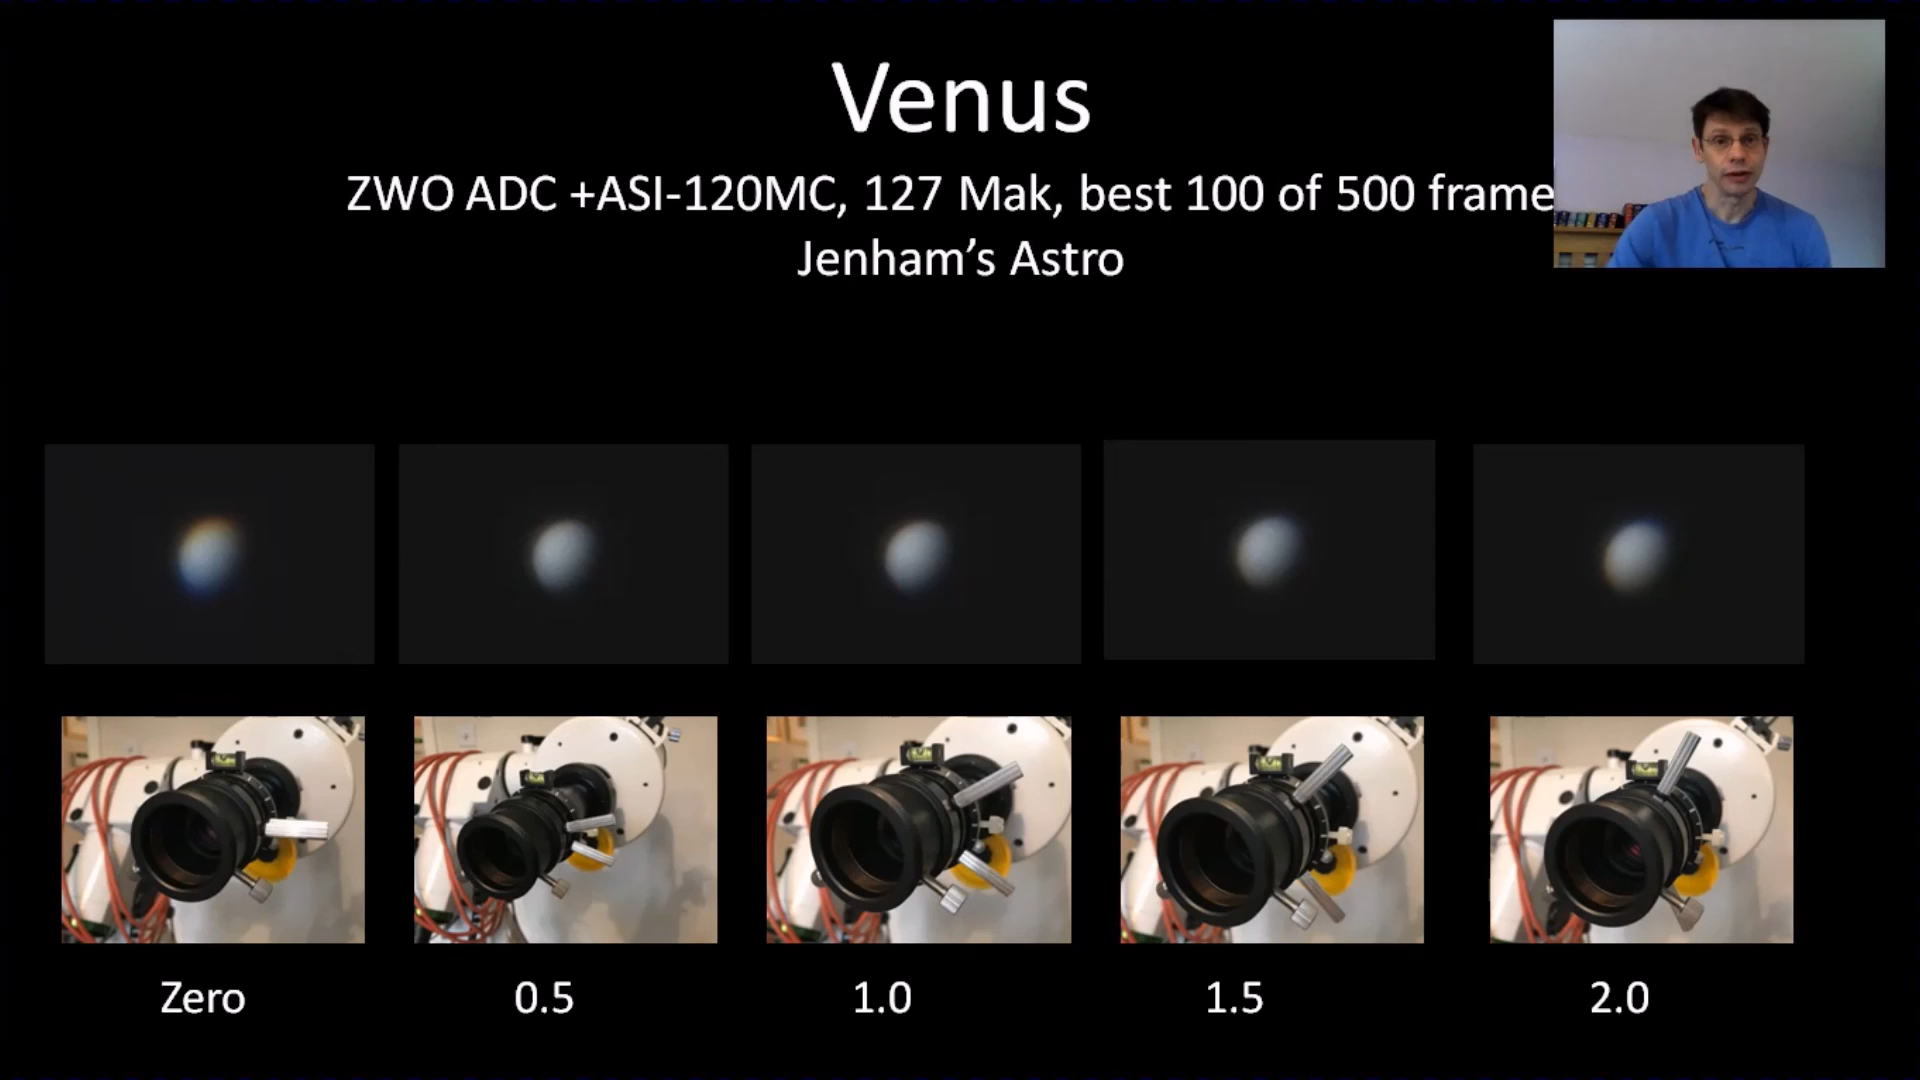 Venus
ZWO ADC +ASI-120MC, 127 Mak, best 100 of 500 frame
Jenham's Astro
Zero 0.5 1.0 1.5 2.0